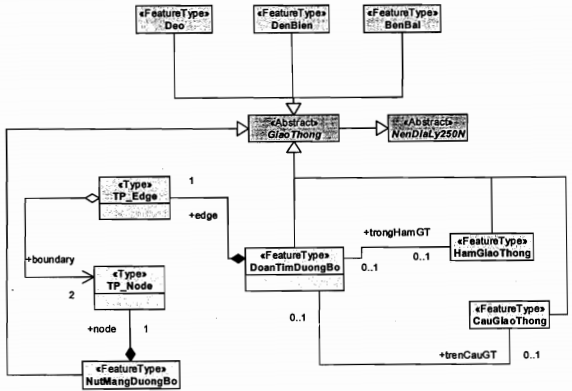 «FeatureType»
Deo
«FeatureType»
DenBien
«FeatureType»
BenBai
«Abstract»
GiaoThong
«Abstract»
NenDiaLy250N
«Type»
TP_Edge
1
+edge
+boundary
2
«Type»
TP_Node
+node
1
«FeatureType»
NutMangDuongBo
«FeatureType»
DoanTimDuongBo
+trongHamGT
0..1
0..1
«FeatureType»
HamGiaoThong
«FeatureType»
CauGiaoThong
0..1
+trenCauGT
0..1